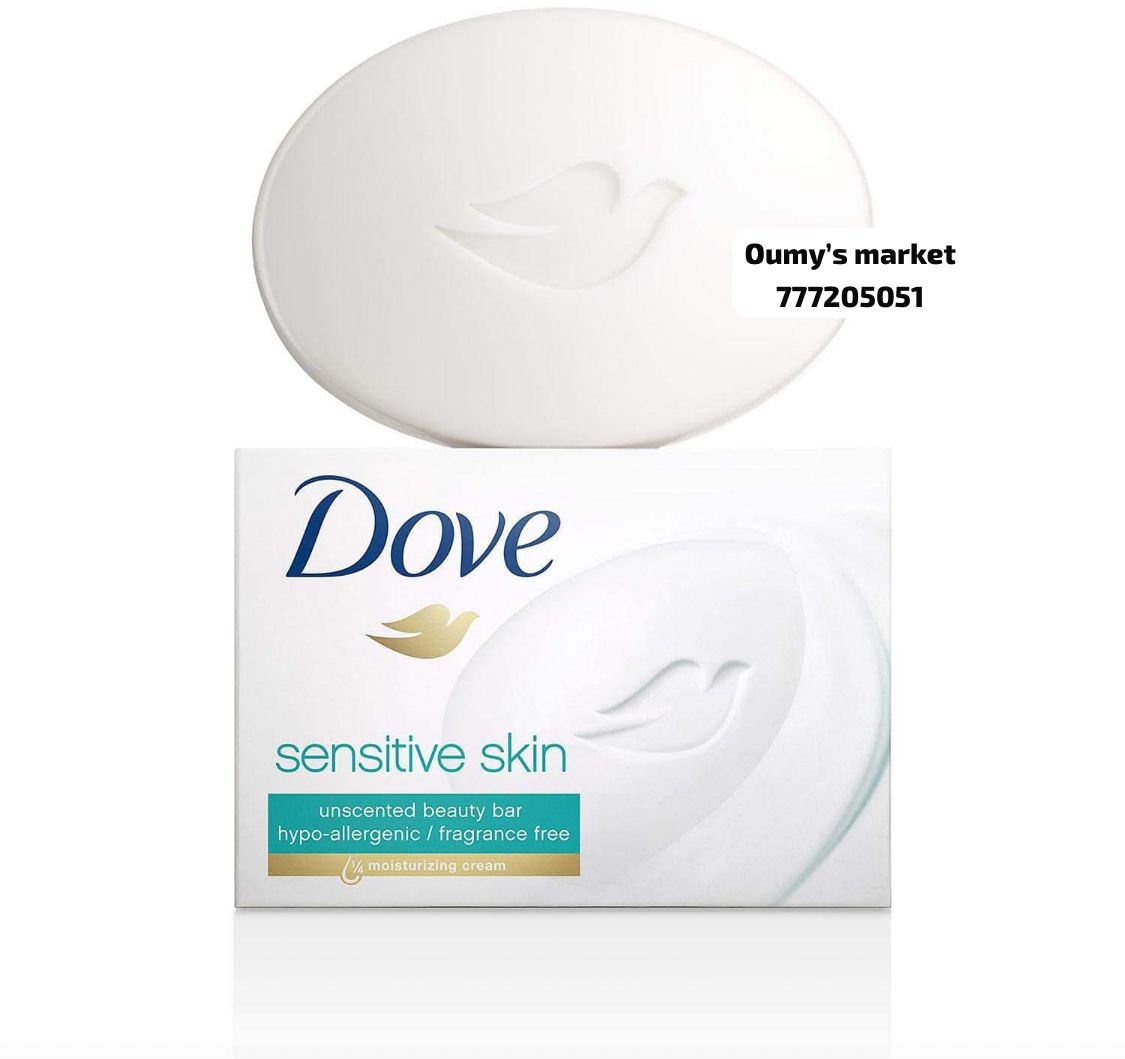 Oumy’s market
777205051
Dove
sensitive skin
unscented beauty bar
hypo-allergenic / fragrance free
¼ moisturizing cream